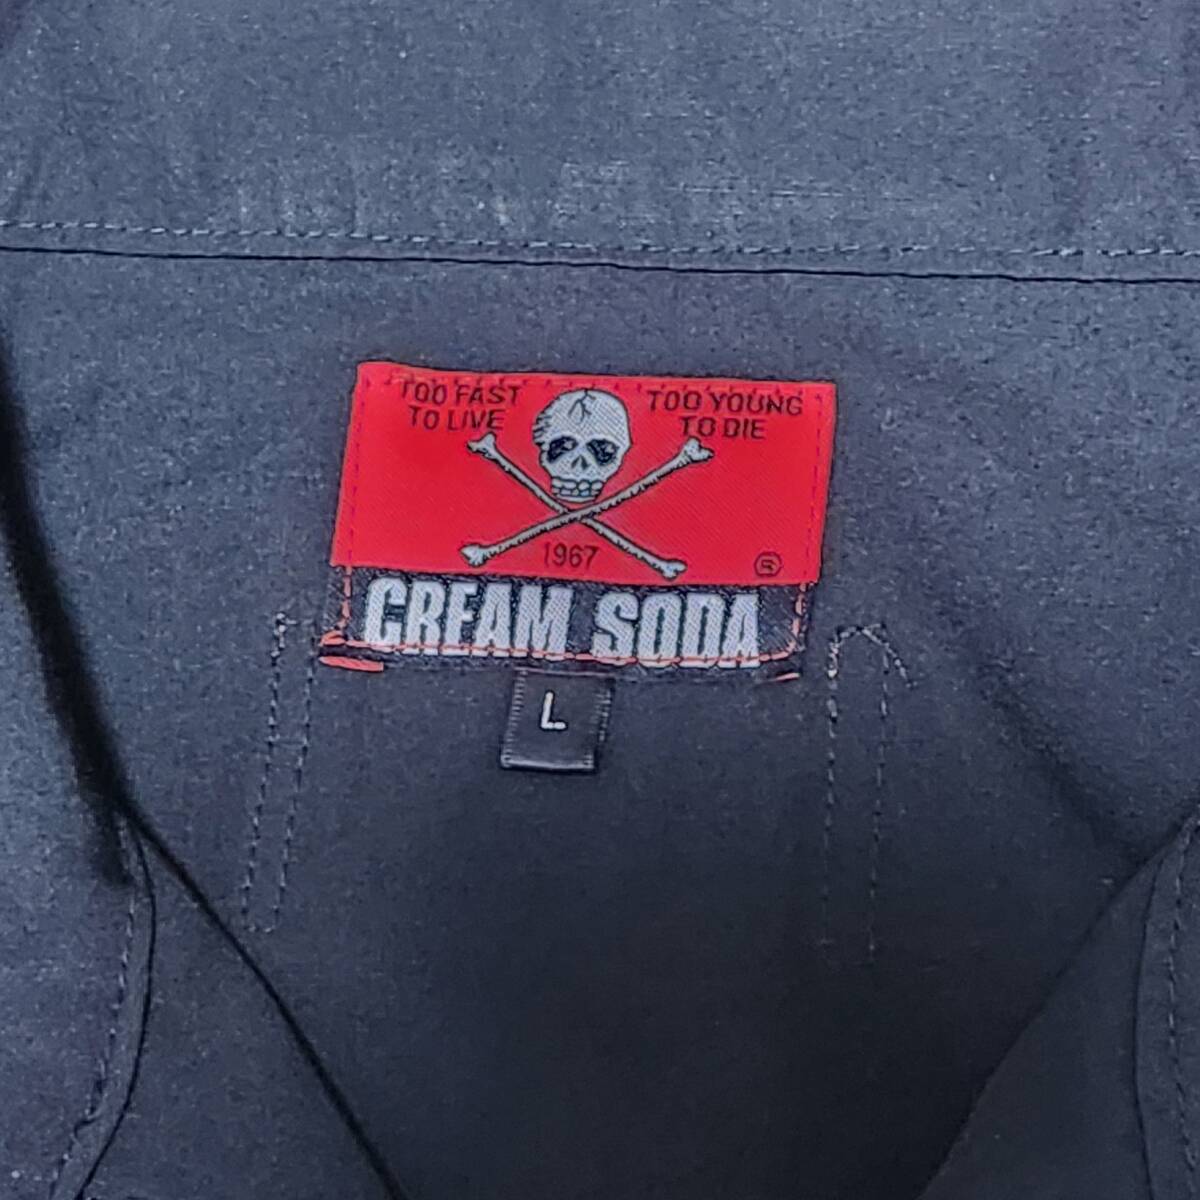 TOO FAST
TO LIVE
TOO YOUNG
TO DIE
1967
®
CREAM SODA
L